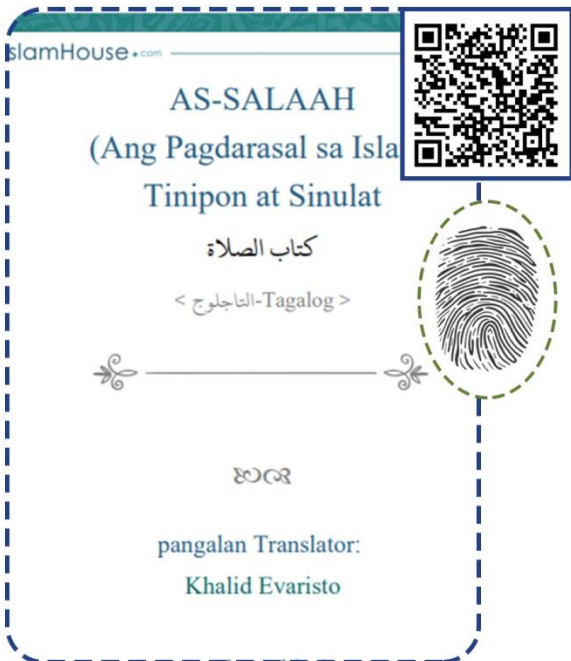 slamHouse.com
AS-SALAAH
(Ang Pagdarasal sa Isla
Tinipon at Sinulat
كتاب الصلاة
< Tagalog-التاجلوج >
pangalan Translator:
Khalid Evaristo